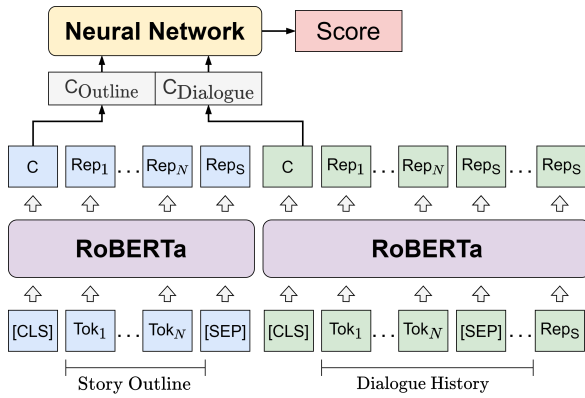 Neural Network Score
C_Outline C_Dialogue
C Rep_1 ... Rep_N Rep_S C Rep_1 ... Rep_N Rep_S ... Rep_S
RoBERTa RoBERTa
[CLS] Tok_1 ... Tok_N [SEP] [CLS] Tok_1 ... Tok_N [SEP] ... Rep_S
Story Outline Dialogue History